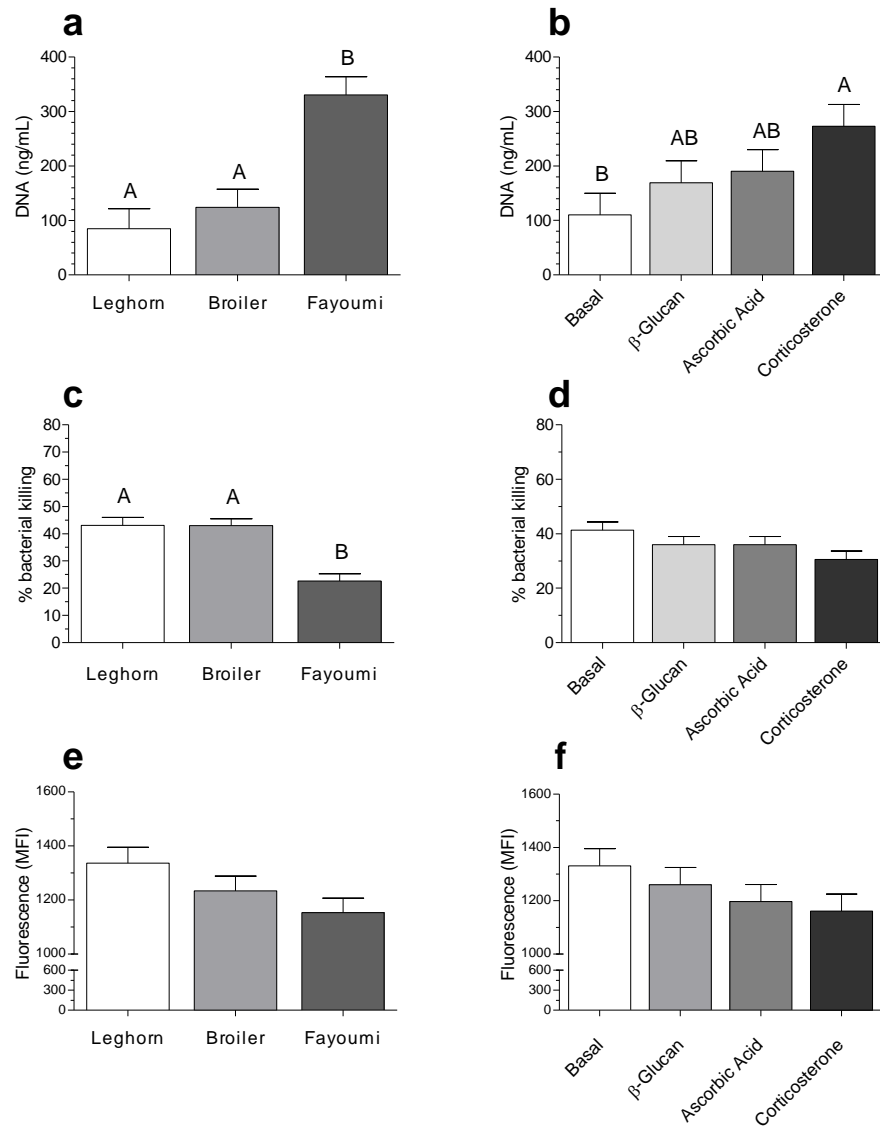 a
400
300
200
100
0
DNA (ng/mL)
A
A
B
Leghorn
Broiler
Fayoumi
b
400
300
200
100
0
DNA (ng/mL)
B
AB
AB
A
Basal
β-Glucan
Ascorbic Acid
Corticosterone
c
80
70
60
50
40
30
20
10
0
% bacterial killing
A
A
B
Leghorn
Broiler
Fayoumi
d
80
60
40
20
0
% bacterial killing
Basal
β-Glucan
Ascorbic Acid
Corticosterone
e
1600
1400
1200
1000
600
300
0
Fluorescence (MFI)
Leghorn
Broiler
Fayoumi
f
1600
1400
1200
1000
600
300
0
Fluorescence (MFI)
Basal
β-Glucan
Ascorbic Acid
Corticosterone